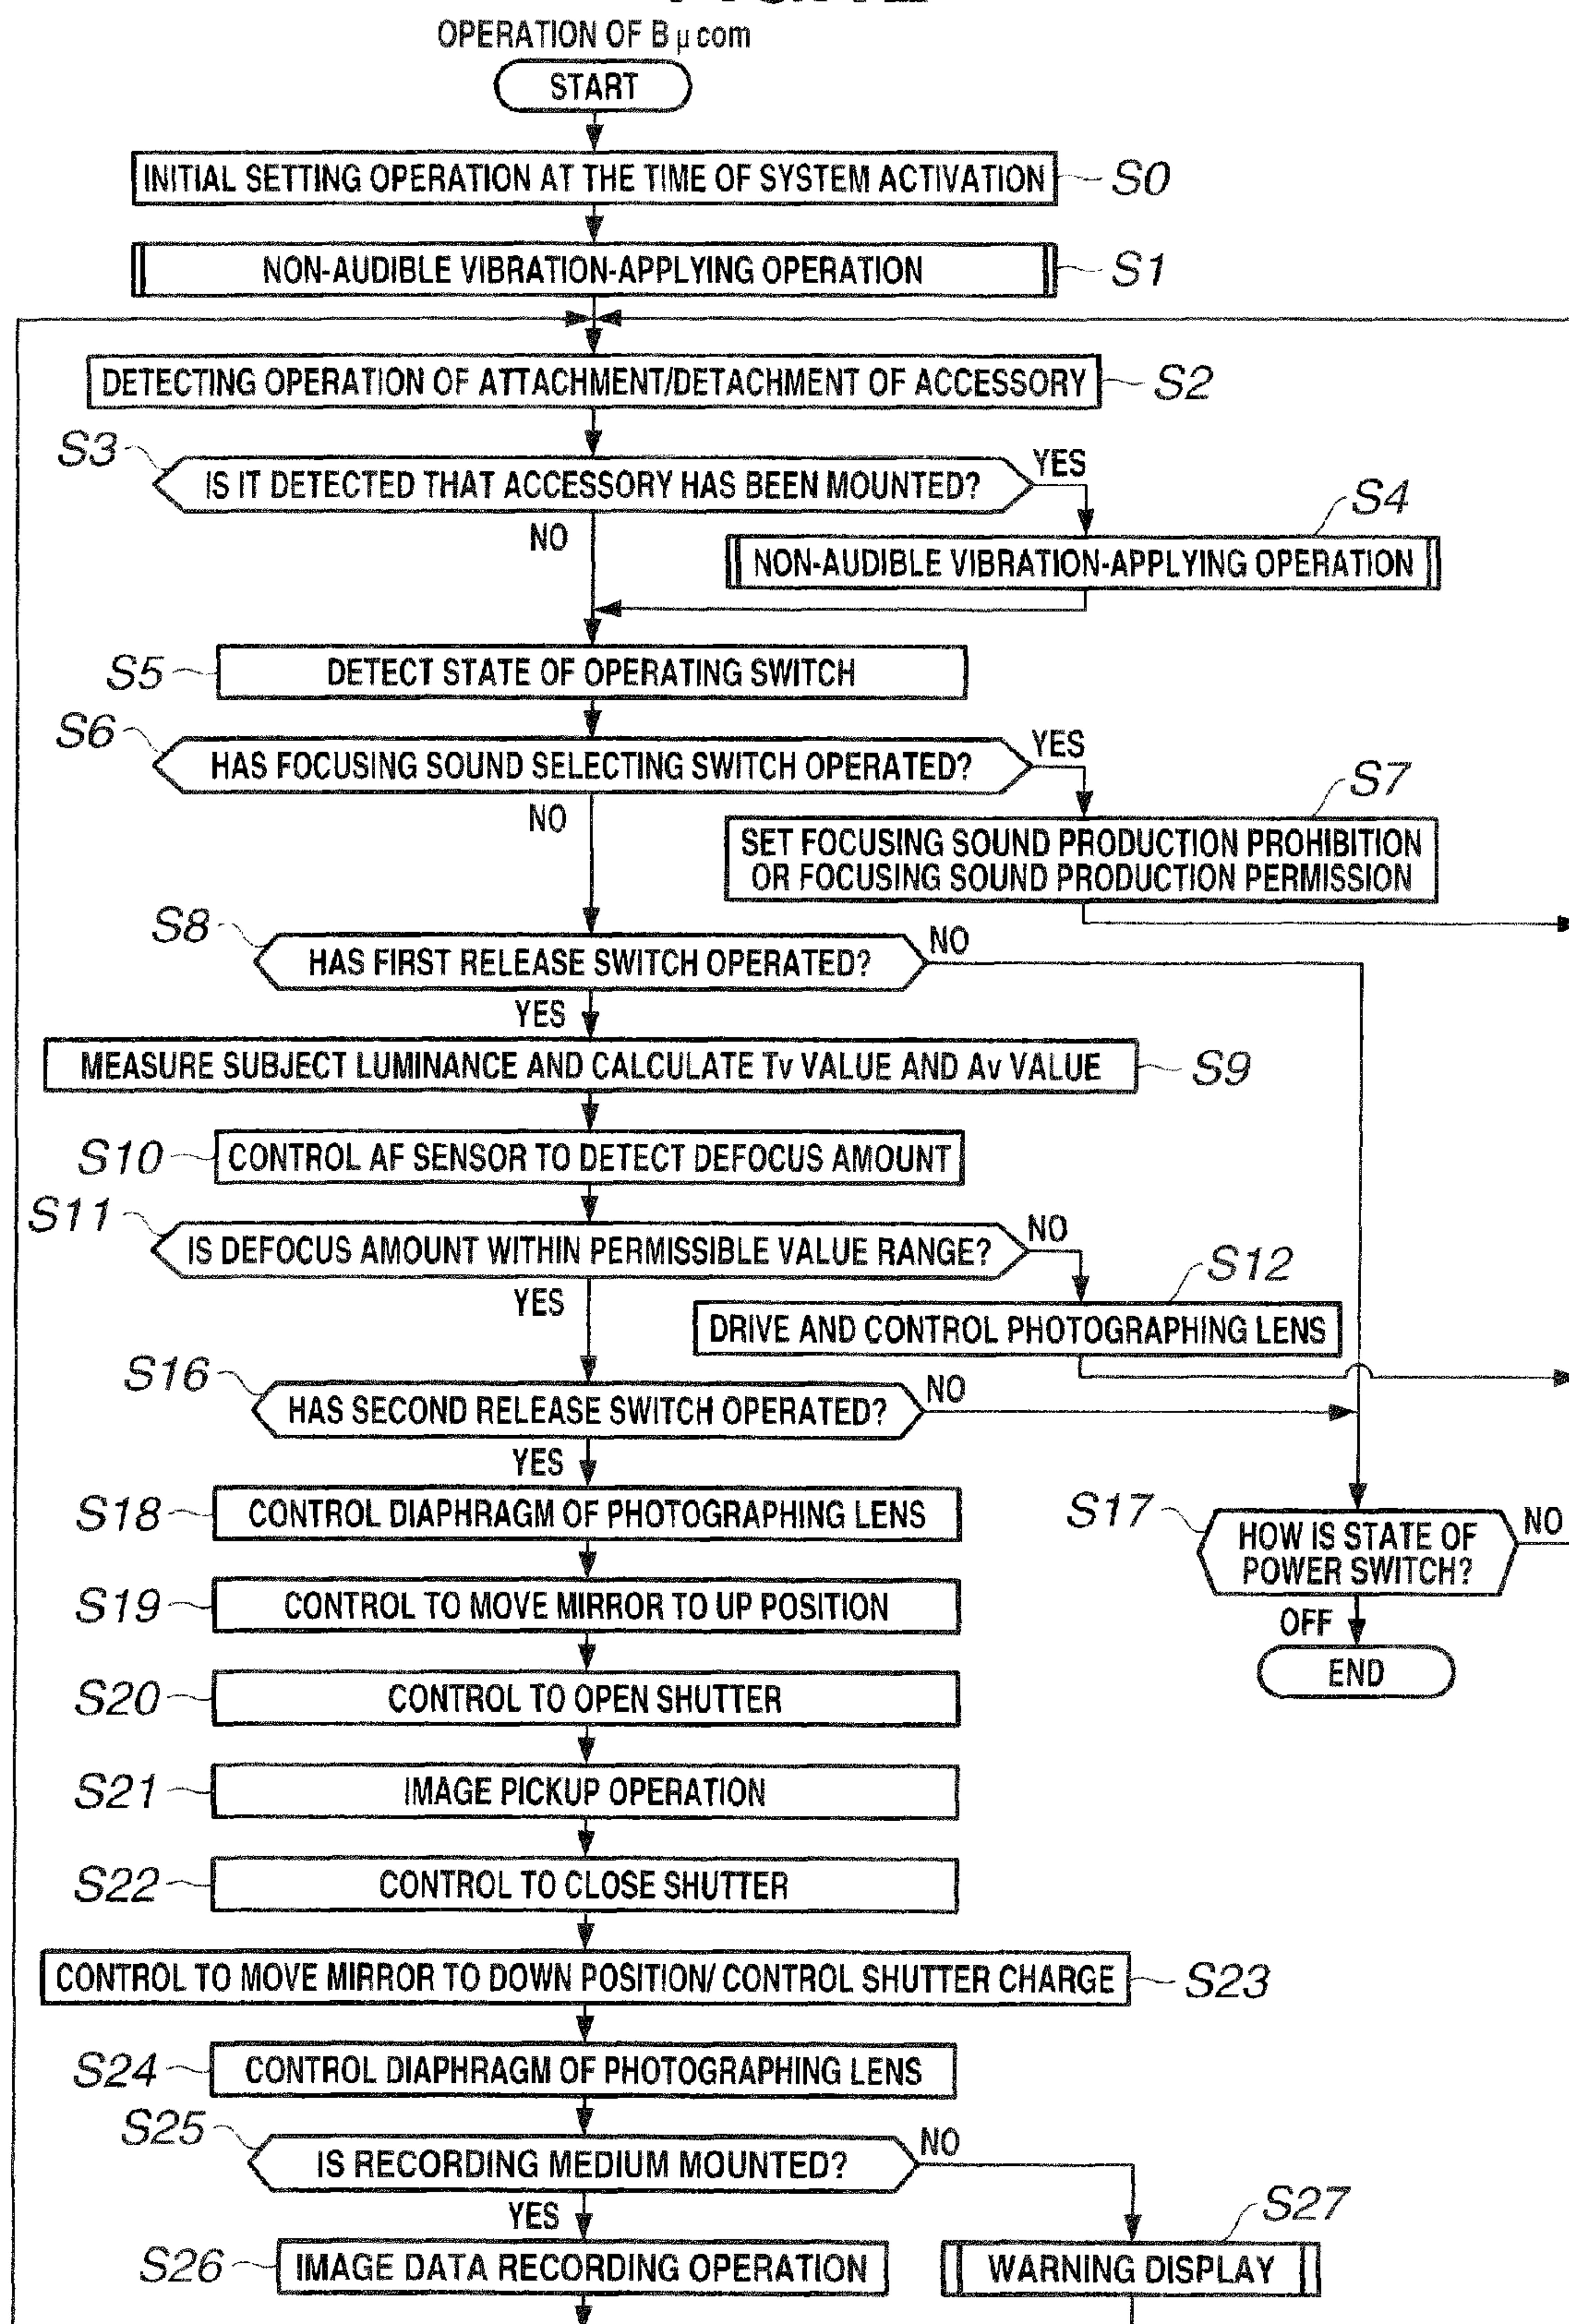 OPERATION OF B μ com
START
INITIAL SETTING OPERATION AT THE TIME OF SYSTEM ACTIVATION
S0
NON-AUDIBLE VIBRATION-APPLYING OPERATION
S1
DETECTING OPERATION OF ATTACHMENT/DETACHMENT OF ACCESSORY
S2
S3
IS IT DETECTED THAT ACCESSORY HAS BEEN MOUNTED?
YES
NO
S4
NON-AUDIBLE VIBRATION-APPLYING OPERATION
S5
DETECT STATE OF OPERATING SWITCH
S6
HAS FOCUSING SOUND SELECTING SWITCH OPERATED?
YES
NO
S7
SET FOCUSING SOUND PRODUCTION PROHIBITION
OR FOCUSING SOUND PRODUCTION PERMISSION
S8
HAS FIRST RELEASE SWITCH OPERATED?
NO
YES
MEASURE SUBJECT LUMINANCE AND CALCULATE Tv VALUE AND Av VALUE
S9
S10
CONTROL AF SENSOR TO DETECT DEFOCUS AMOUNT
S11
IS DEFOCUS AMOUNT WITHIN PERMISSIBLE VALUE RANGE?
NO
YES
S12
DRIVE AND CONTROL PHOTOGRAPHING LENS
S16
HAS SECOND RELEASE SWITCH OPERATED?
NO
YES
S18
CONTROL DIAPHRAGM OF PHOTOGRAPHING LENS
S17
HOW IS STATE OF
POWER SWITCH?
NO
OFF
END
S19
CONTROL TO MOVE MIRROR TO UP POSITION
S20
CONTROL TO OPEN SHUTTER
S21
IMAGE PICKUP OPERATION
S22
CONTROL TO CLOSE SHUTTER
CONTROL TO MOVE MIRROR TO DOWN POSITION/ CONTROL SHUTTER CHARGE
S23
S24
CONTROL DIAPHRAGM OF PHOTOGRAPHING LENS
S25
IS RECORDING MEDIUM MOUNTED?
NO
YES
S26
IMAGE DATA RECORDING OPERATION
S27
WARNING DISPLAY